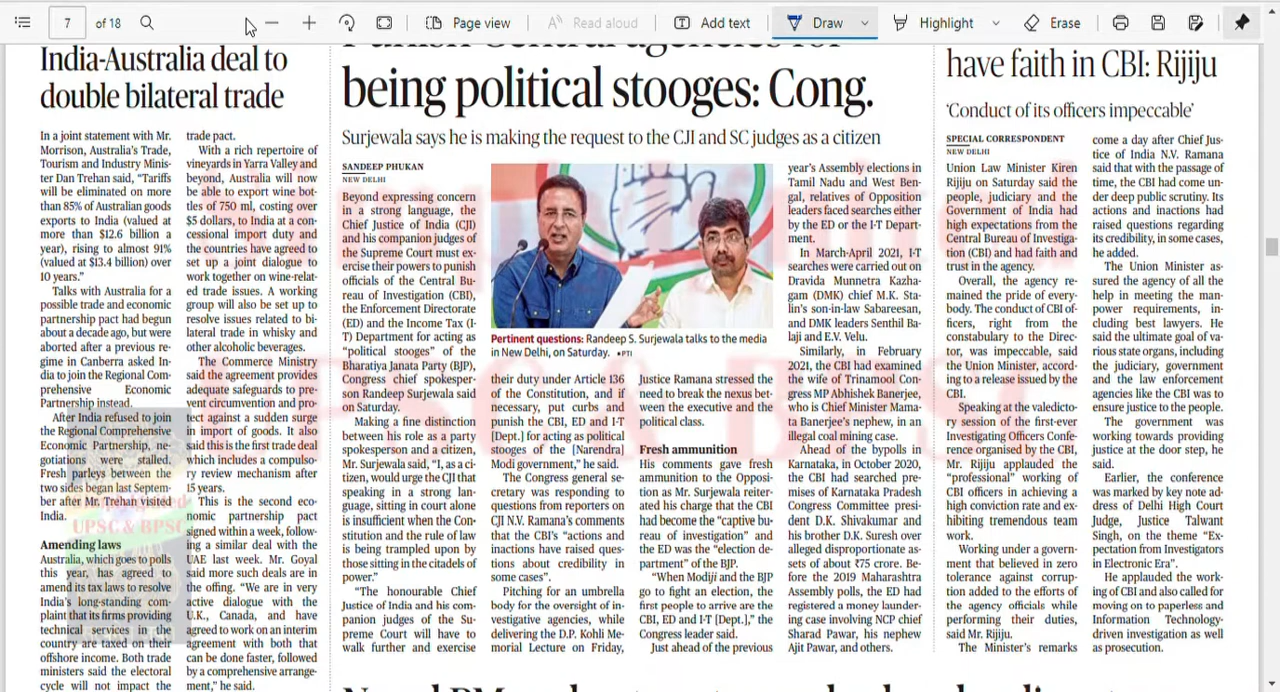 7 of 18
Page view
Read aloud
Add text
Draw
Highlight
Erase
India-Australia deal to
double bilateral trade
In a joint statement with Mr.
Morrison, Australia's Trade,
Tourism and Industry Minis-
ter Dan Trehan said, “Tariffs
will be eliminated on more
than 85% of Australian goods
exports to India (valued at
more than $12.6 billion a
year), rising to almost 91%
(valued at $13.4 billion) over
10 years.”
Talks with Australia for a
possible trade and economic
partnership pact had begun
about a decade ago, but were
aborted after a previous re-
gime in Canberra asked In-
dia to join the Regional Com-
prehensive Economic
Partnership instead.
After India refused to join
the Regional Comprehensive
Economic Partnership, ne-
gotiations were stalled.
Fresh parleys between the
two sides began last Septem-
ber after Mr. Trehan visited
India.
Amending laws
Australia, which goes to polls
this year, has agreed to
amend its tax laws to resolve
India's long-standing com-
plaint that its firms providing
technical services in the
country are taxed on their
offshore income. Both trade
ministers said the electoral
cycle will not impact the
trade pact.
With a rich repertoire of
vineyards in Yarra Valley and
beyond, Australia will now
be able to export wine bot-
tles of 750 ml, costing over
$5 dollars, to India at a con-
cessional import duty and
the countries have agreed to
set up a joint dialogue to
work together on wine-relat-
ed trade issues. A working
group will also be set up to
resolve issues related to bi-
lateral trade in whisky and
other alcoholic beverages.
The Commerce Ministry
said the agreement provides
adequate safeguards to pre-
vent circumvention and pro-
tect against a sudden surge
in import of goods. It also
said this is the first trade deal
which includes a compulso-
ry review mechanism after
15 years.
This is the second eco-
nomic partnership pact
signed within a week, follow-
ing a similar deal with the
UAE last week. Mr. Goyal
said more such deals are in
the offing. “We are in very
active dialogue with the
U.K., Canada, and have
agreed to work on an interim
agreement with both that
can be done faster, followed
by a comprehensive arrange-
ment,” he said.
Punish Central agencies for
being political stooges: Cong.
Surjewala says he is making the request to the CJI and SC judges as a citizen
SANDEEP PHUKAN
NEW DELHI
Beyond expressing concern
in a strong language, the
Chief Justice of India (CJI)
and his companion judges of
the Supreme Court must ex-
ercise their powers to punish
officials of the Central Bu-
reau of Investigation (CBI),
the Enforcement Directorate
(ED) and the Income Tax (I-
T) Department for acting as
“political stooges” of the
Bharatiya Janata Party (BJP),
Congress chief spokesper-
son Randeep Surjewala said
on Saturday.
Making a fine distinction
between his role as a party
spokesperson and a citizen,
Mr. Surjewala said, “I, as a ci-
tizen, would urge the CJI that
speaking in a strong lan-
guage, sitting in court alone
is insufficient when the Con-
stitution and the rule of law
is being trampled upon by
those sitting in the citadels of
power.”
“The honourable Chief
Justice of India and his com-
panion judges of the Su-
preme Court will have to
walk further and exercise
Pertinent questions: Randeep S. Surjewala talks to the media
in New Delhi, on Saturday. ▪PTI
their duty under Article 136
of the Constitution, and if
necessary, put curbs and
punish the CBI, ED and I-T
[Dept.] for acting as political
stooges of the [Narendra]
Modi government,” he said.
The Congress general se-
cretary was responding to
questions from reporters on
CJI N.V. Ramana's comments
that the CBI's “actions and
inactions have raised ques-
tions about credibility in
some cases”.
Pitching for an umbrella
body for the oversight of in-
vestigative agencies, while
delivering the D.P. Kohli Me-
morial Lecture on Friday,
Justice Ramana stressed the
need to break the nexus bet-
ween the executive and the
political class.
Fresh ammunition
His comments gave fresh
ammunition to the Opposi-
tion as Mr. Surjewala reiter-
ated his charge that the CBI
had become the “captive bu-
reau of investigation” and
the ED was the “election de-
partment” of the BJP.
“When Modiji and the BJP
go to fight an election, the
first people to arrive are the
CBI, ED and I-T [Dept].,” the
Congress leader said.
Just ahead of the previous
year's Assembly elections in
Tamil Nadu and West Ben-
gal, relatives of Opposition
leaders faced searches either
by the ED or the I-T Depart-
ment.
In March-April 2021, I-T
searches were carried out on
Dravida Munnetra Kazha-
gam (DMK) chief M.K. Sta-
lin's son-in-law Sabareesan,
and DMK leaders Senthil Ba-
laji and E.V. Velu.
Similarly, in February
2021, the CBI had examined
the wife of Trinamool Con-
gress MP Abhishek Banerjee,
who is Chief Minister Mama-
ta Banerjee's nephew, in an
illegal coal mining case.
Ahead of the bypolls in
Karnataka, in October 2020,
the CBI had searched pre-
mises of Karnataka Pradesh
Congress Committee presi-
dent D.K. Shivakumar and
his brother D.K. Suresh over
alleged disproportionate as-
sets of about ₹75 crore. Be-
fore the 2019 Maharashtra
Assembly polls, the ED had
registered a money launder-
ing case involving NCP chief
Sharad Pawar, his nephew
Ajit Pawar, and others.
have faith in CBI: Rijiju
‘Conduct of its officers impeccable’
SPECIAL CORRESPONDENT
NEW DELHI
Union Law Minister Kiren
Rijiju on Saturday said the
people, judiciary and the
Government of India had
high expectations from the
Central Bureau of Investiga-
tion (CBI) and had faith and
trust in the agency.
Overall, the agency re-
mained the pride of every-
body. The conduct of CBI of-
ficers, right from the
constabulary to the Direc-
tor, was impeccable, said
the Union Minister, accord-
ing to a release issued by the
CBI.
Speaking at the valedicto-
ry session of the first-ever
Investigating Officers Confe-
rence organised by the CBI,
Mr. Rijiju applauded the
“professional” working of
CBI officers in achieving a
high conviction rate and ex-
hibiting tremendous team
work.
Working under a govern-
ment that believed in zero
tolerance against corrup-
tion added to the efforts of
the agency officials while
performing their duties,
said Mr. Rijiju.
The Minister's remarks
come a day after Chief Jus-
tice of India N.V. Ramana
said that with the passage of
time, the CBI had come un-
der deep public scrutiny. Its
actions and inactions had
raised questions regarding
its credibility, in some cases,
he added.
The Union Minister as-
sured the agency of all the
help in meeting the man-
power requirements, in-
cluding best lawyers. He
said the ultimate goal of va-
rious state organs, including
the judiciary, government
and the law enforcement
agencies like the CBI was to
ensure justice to the people.
The government was
working towards providing
justice at the door step, he
said.
Earlier, the conference
was marked by key note ad-
dress of Delhi High Court
Judge, Justice Talwant
Singh, on the theme “Ex-
pectation from Investigators
in Electronic Era”.
He applauded the work-
ing of CBI and also called for
moving on to paperless and
Information Technology-
driven investigation as well
as prosecution.
UPSC & BPSC